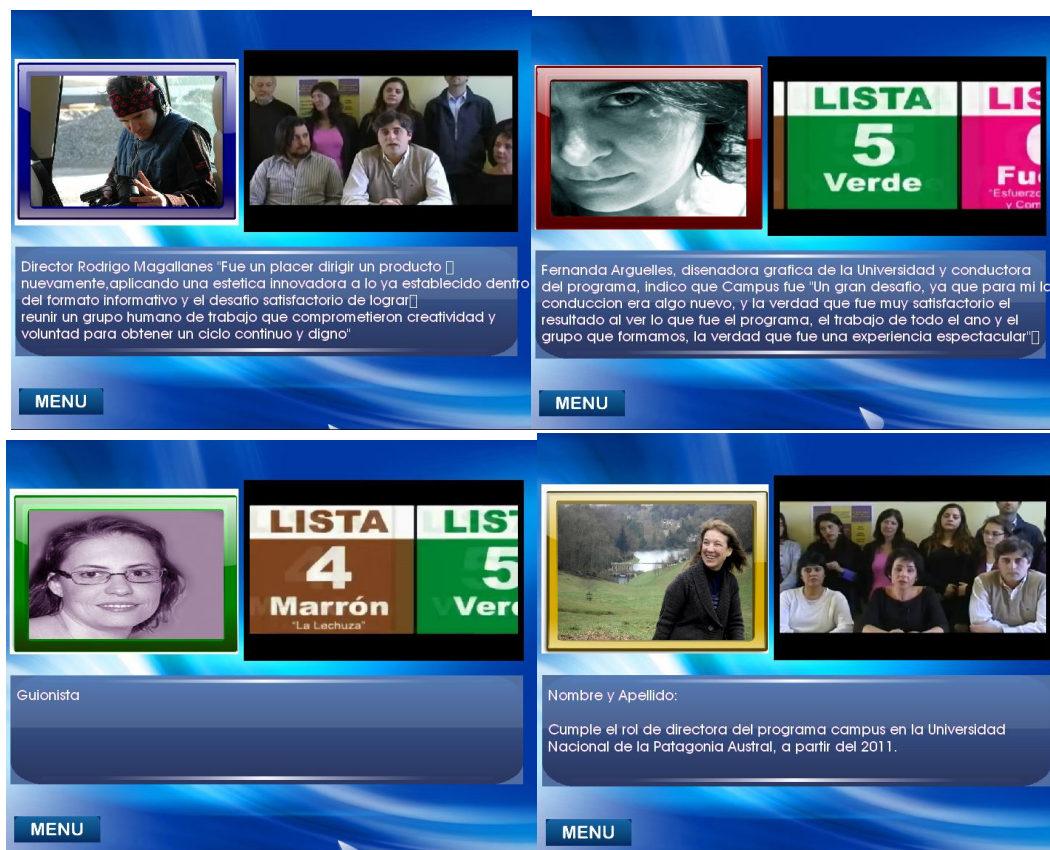 LISTA
5
Verde
LIS
Fu
"Esfuerzo
y Com
Director Rodrigo Magallanes "Fue un placer dirigir un producto
nuevamente,aplicando una estetica innovadora a lo ya establecido dentro
del formato informativo y el desafio satisfactorio de lograr
reunir un grupo humano de trabajo que comprometieron creatividad y
voluntad para obtener un ciclo continuo y digno"
MENU
Fernanda Arguelles, disenadora grafica de la Universidad y conductora
del programa, indico que Campus fue "Un gran desafio, ya que para mi la
conduccion era algo nuevo, y la verdad que fue muy satisfactorio el
resultado al ver lo que fue el programa, el trabajo de todo el ano y el
grupo que formamos, la verdad que fue una experiencia espectacular"
MENU
LISTA
4
Marrón
"La Lechuza"
LIS
5
Ver
Guionista
MENU
Nombre y Apellido:
Cumple el rol de directora del programa campus en la Universidad
Nacional de la Patagonia Austral, a partir del 2011.
MENU